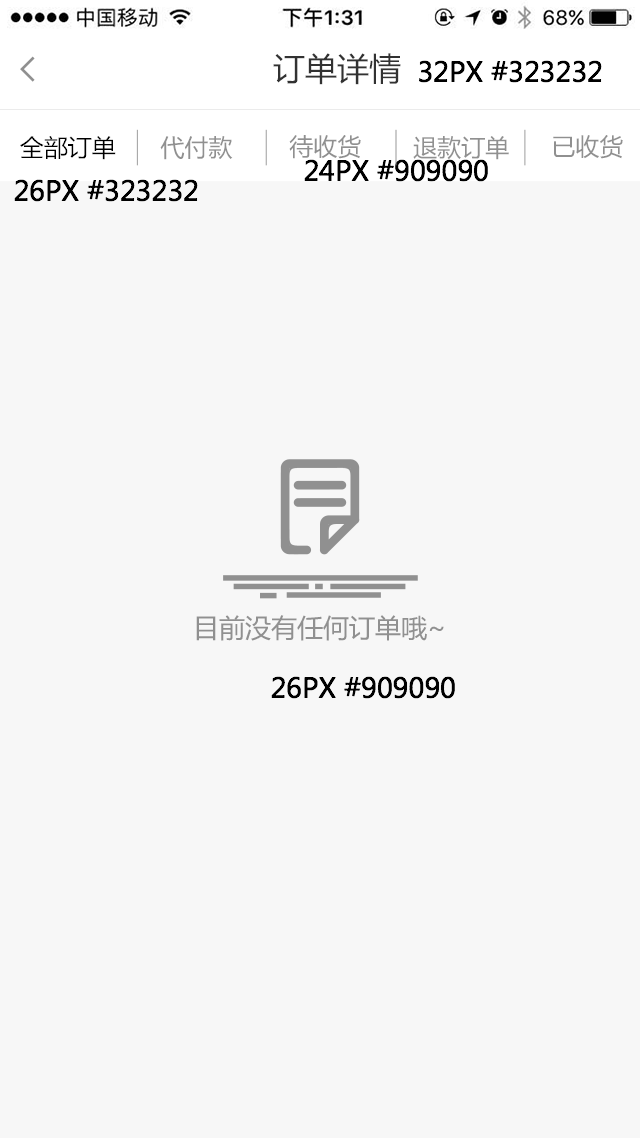 中国移动 下午1:31 68%
订单详情 32PX #323232
全部订单 代付款 待收货 退款订单 已收货
24PX #909090
26PX #323232
目前没有任何订单哦~
26PX #909090